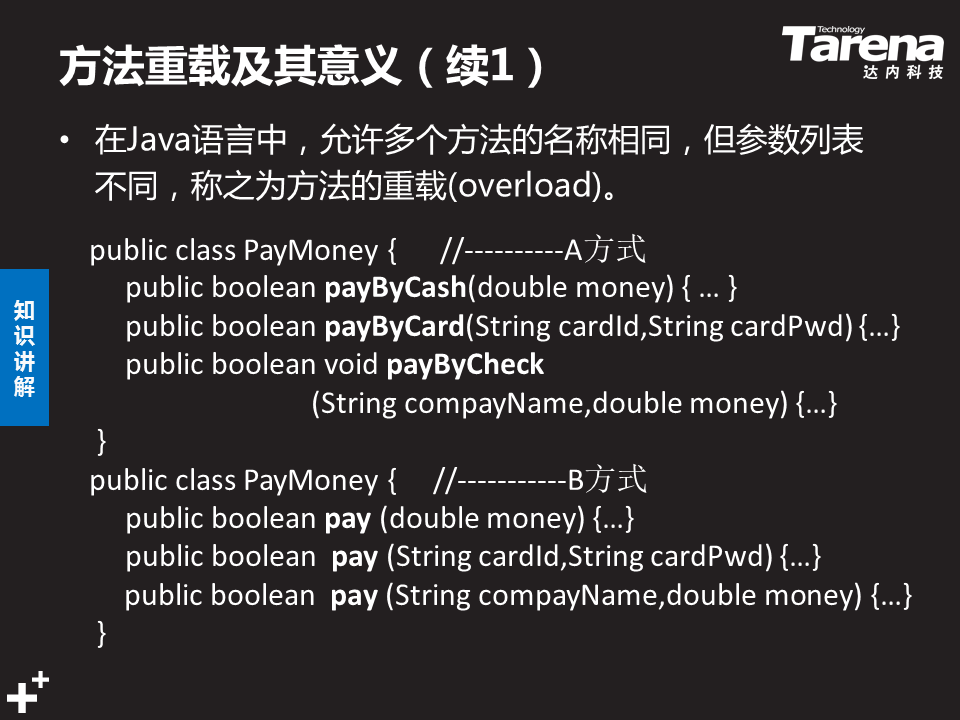 方法重载及其意义（续1）
Technology
Tarena
达内科技
• 在Java语言中，允许多个方法的名称相同，但参数列表
不同，称之为方法的重载(overload)。
public class PayMoney { //----------A方式
public boolean payByCash(double money) { … }
public boolean payByCard(String cardId,String cardPwd) {…}
public boolean void payByCheck
(String compayName,double money) {…}
}
public class PayMoney { //-----------B方式
public boolean pay (double money) {…}
public boolean pay (String cardId,String cardPwd) {…}
public boolean pay (String compayName,double money) {…}
}
知
识
讲
解